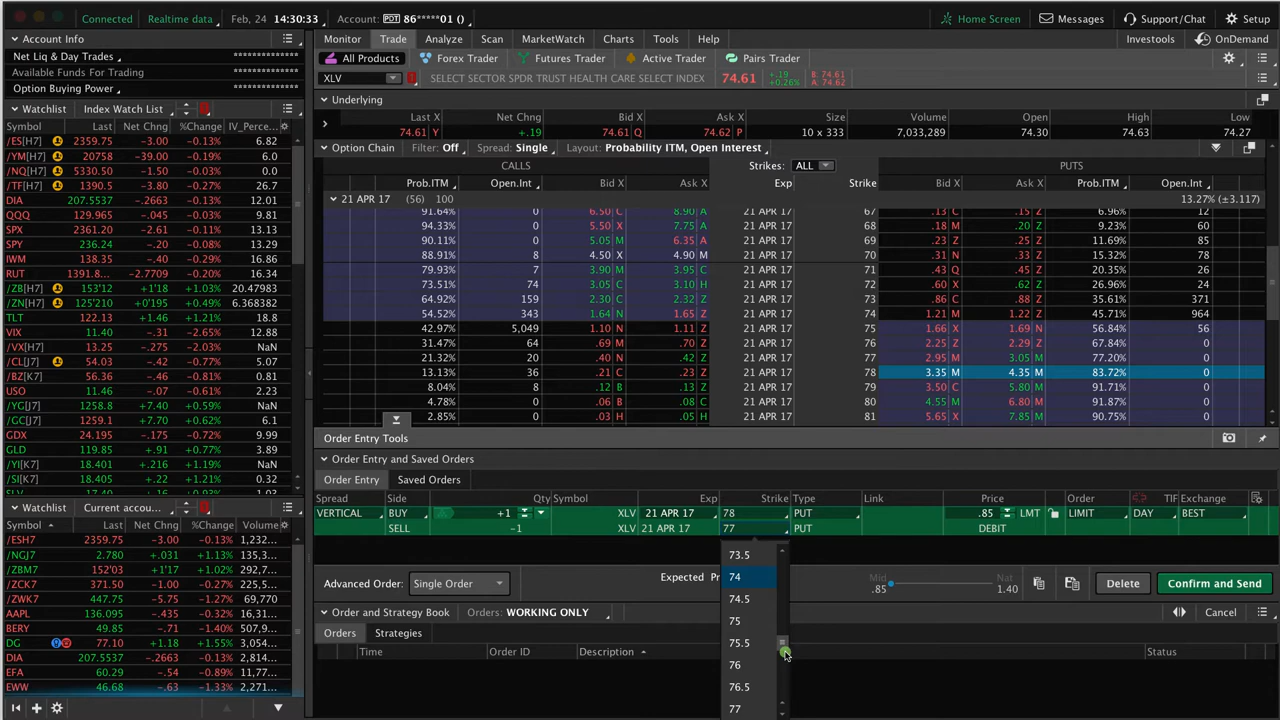 Connected Realtime data Feb, 24 14:30:33 Account: PDT 86*****01 () Home Screen Messages Support/Chat Setup
Account Info
Net Liq & Day Trades *************
Available Funds For Trading *************
Option Buying Power *************
Watchlist Index Watch List
Symbol Last Net Chng %Change IV_Perce...
/ES[H7] 2359.75 -3.00 -0.13% 6.82
/YM[H7] 20758 -39.00 -0.19% 6.0
/NQ[H7] 5330.50 -1.50 -0.03% 0.0
/TF[H7] 1390.5 -3.80 -0.27% 26.7
DIA 207.5537 -.2663 -0.13% 12.01
QQQ 129.965 -.045 -0.03% 9.81
SPX 2361.20 -2.61 -0.11% 13.13
SPY 236.24 -.20 -0.08% 13.29
IWM 138.35 -.40 -0.29% 16.86
RUT 1391.8... -2.7709 -0.20% 16.34
/ZB[H7] 153'12 +1'18 +1.03% 20.47983
/ZN[H7] 125'210 +0'195 +0.49% 6.368382
TLT 122.13 +1.46 +1.21% 18.8
VIX 11.40 -.31 -2.65% 12.88
/VX[H7] 13.25 -.275 -2.03% NaN
/CL[J7] 54.03 -.42 -0.77% 5.07
/BZ[K7] 56.36 -.46 -0.81% 0.81
USO 11.46 -.07 -0.61% 2.23
/YG[J7] 1258.8 +7.40 +0.59% NaN
/GC[J7] 1259.1 +7.70 +0.62% 6.1
GDX 24.195 -.175 -0.72% 9.99
GLD 119.85 +.91 +0.77% 3.89
/YI[K7] 18.401 +.216 +1.19% NaN
/SI[K7] 18.405 +.22 +1.21% 0.32
SLV 17.40
Watchlist Current accou...
Symbol Last Net Chng %Change Volume
/ESH7 2359.75 -3.00 -0.13% 1,232...
/NGJ7 2.780 +.031 +1.13% 135,3...
/ZBM7 152'03 +1'17 +1.02% 292,7...
/ZCK7 371.50 -1.00 -0.27% 156,3...
/ZWK7 447.75 -5.75 -1.27% 69,770
AAPL 136.095 -.435 -0.32% 16,31...
BERY 49.85 -.71 -1.40% 507,9...
DG 77.10 +1.18 +1.55% 3,054...
DIA 207.5537 -.2663 -0.13% 2,814...
EFA 60.29 -.54 -0.89% 11,77...
EWW 46.68 -.63 -1.33% 2,271...
Monitor Trade Analyze Scan MarketWatch Charts Tools Help Investools OnDemand
All Products Forex Trader Futures Trader Active Trader Pairs Trader
XLV SELECT SECTOR SPDR TRUST HEALTH CARE SELECT INDEX 74.61 +.19 +0.26% B: 74.61 A: 74.62
Underlying
Last X Net Chng Bid X Ask X Size Volume Open High Low
74.61 Y +.19 74.61 Q 74.62 P 10 x 333 7,033,289 74.30 74.63 74.27
Option Chain Filter: Off Spread: Single Layout: Probability ITM, Open Interest
CALLS Strikes: ALL PUTS
Prob.ITM Open.Int Bid X Ask X Exp Strike Bid X Ask X Prob.ITM Open.Int
21 APR 17 (56) 100 13.27% (±3.117)
91.64% 0 6.50 C 8.90 A 21 APR 17 67 .13 C .15 Z 6.96% 12
94.33% 0 5.50 X 7.75 A 21 APR 17 68 .18 M .20 Z 9.23% 60
90.11% 0 5.05 M 6.35 A 21 APR 17 69 .23 Z .25 Z 11.69% 85
88.91% 0 4.50 X 4.90 M 21 APR 17 70 .31 N .33 Z 15.32% 78
79.93% 7 3.90 M 3.95 C 21 APR 17 71 .43 Q .45 Z 20.35% 26
73.51% 74 3.05 C 3.10 H 21 APR 17 72 .60 X .62 Z 26.96% 24
64.92% 159 2.30 C 2.32 Z 21 APR 17 73 .86 C .88 Z 35.61% 371
54.52% 343 1.64 N 1.65 Z 21 APR 17 74 1.21 M 1.22 Z 45.71% 964
42.97% 5,049 1.10 N 1.11 Z 21 APR 17 75 1.66 X 1.69 N 56.84% 56
31.47% 64 .69 N .70 Z 21 APR 17 76 2.25 Z 2.29 Z 67.84% 0
21.32% 20 .40 N .42 Z 21 APR 17 77 2.95 M 3.05 M 77.20% 0
13.13% 36 .21 C .23 Z 21 APR 17 78 3.35 M 4.35 M 83.72% 0
8.04% 8 .12 B .13 Z 21 APR 17 79 3.50 C 5.80 M 91.71% 0
4.78% 0 .06 B .08 C 21 APR 17 80 4.55 M 6.80 M 91.87% 0
2.85% 0 .03 H .05 H 21 APR 17 81 5.65 X 7.85 M 90.75% 0
Order Entry Tools
Order Entry and Saved Orders
Order Entry Saved Orders
Spread Side Qty Symbol Exp Strike Type Link Price Order TIF Exchange
VERTICAL BUY +1 XLV 21 APR 17 78 PUT .85 LMT LIMIT DAY BEST
SELL -1 XLV 21 APR 17 77 PUT DEBIT
73.5
74
74.5
75
75.5
76
76.5
77
Advanced Order: Single Order Expected Pr Mid .85 Nat 1.40 Delete Confirm and Send
Order and Strategy Book Orders: WORKING ONLY Cancel
Orders Strategies
Time Order ID Description Status